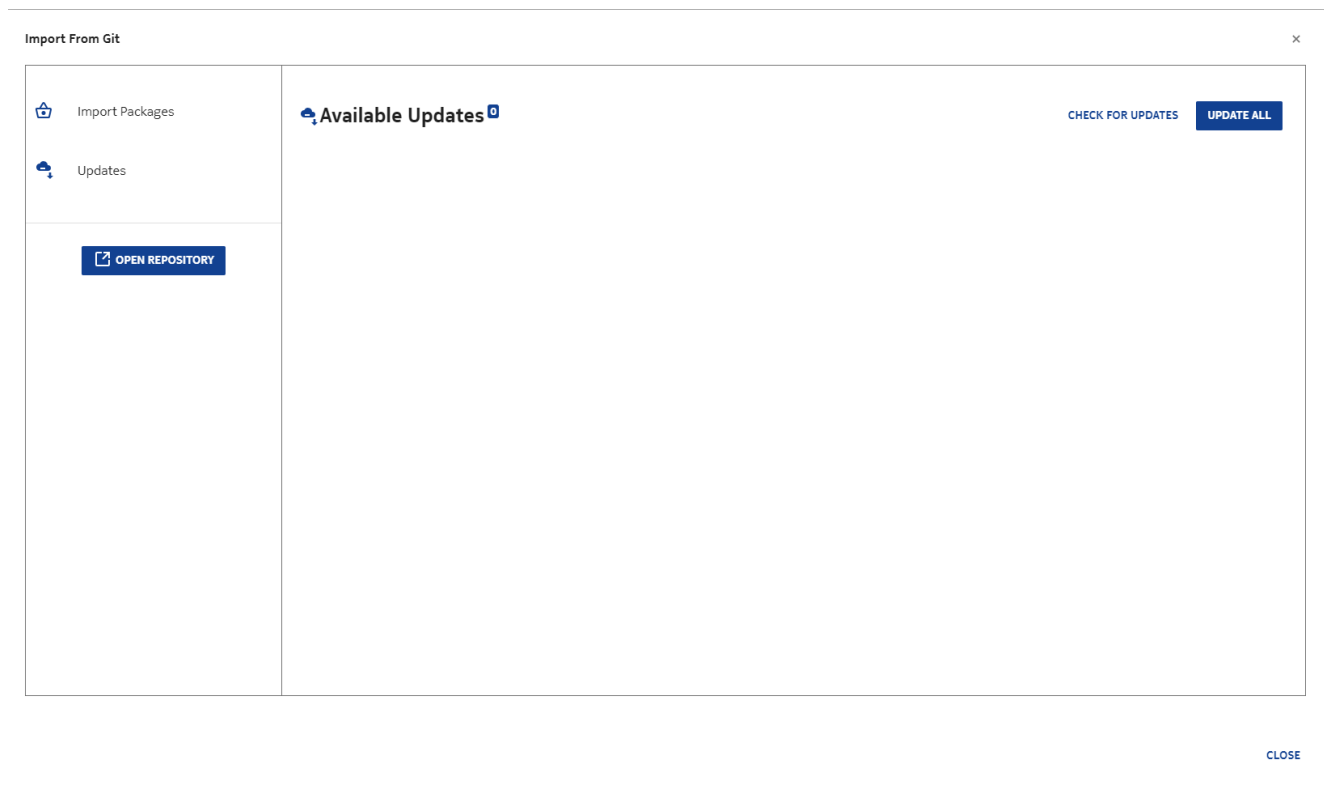 Import From Git
×
Import Packages
Updates
OPEN REPOSITORY
Available Updates 0
CHECK FOR UPDATES
UPDATE ALL
CLOSE